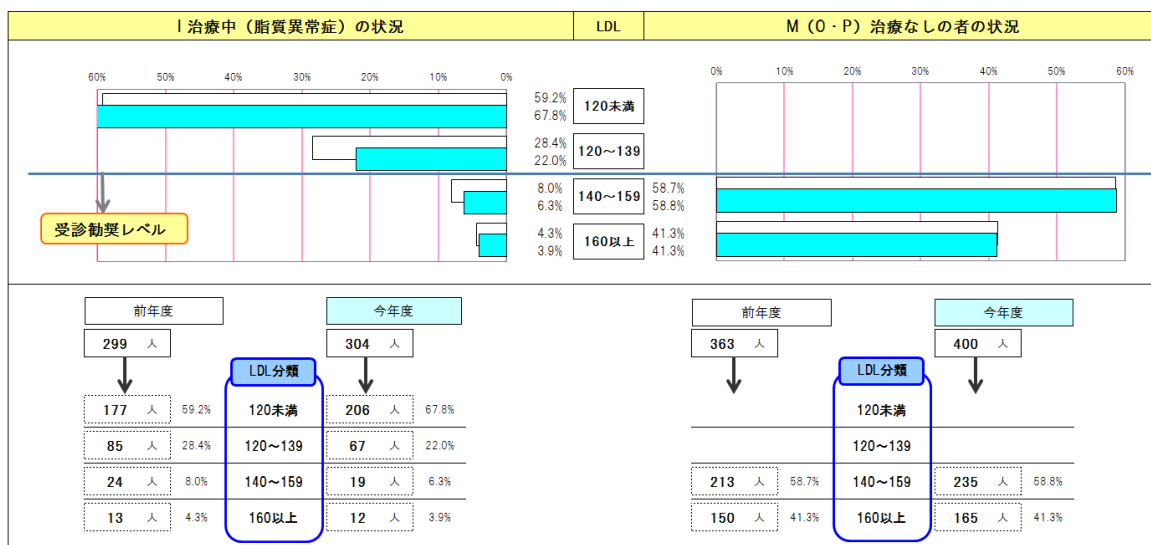 I 治療中（脂質異常症）の状況 LDL M（O・P）治療なしの者の状況
60% 50% 40% 30% 20% 10% 0% 0% 10% 20% 30% 40% 50% 60%
59.2%
67.8%
120未満
28.4%
22.0%
120～139
8.0%
6.3%
140～159
58.7%
58.8%
受診勧奨レベル
4.3%
3.9%
160以上
41.3%
41.3%
前年度 今年度 前年度 今年度
299 人 304 人 363 人 400 人
LDL分類 LDL分類
177 人 59.2% 120未満 206 人 67.8% 120未満
85 人 28.4% 120～139 67 人 22.0% 120～139
24 人 8.0% 140～159 19 人 6.3% 213 人 58.7% 140～159 235 人 58.8%
13 人 4.3% 160以上 12 人 3.9% 150 人 41.3% 160以上 165 人 41.3%